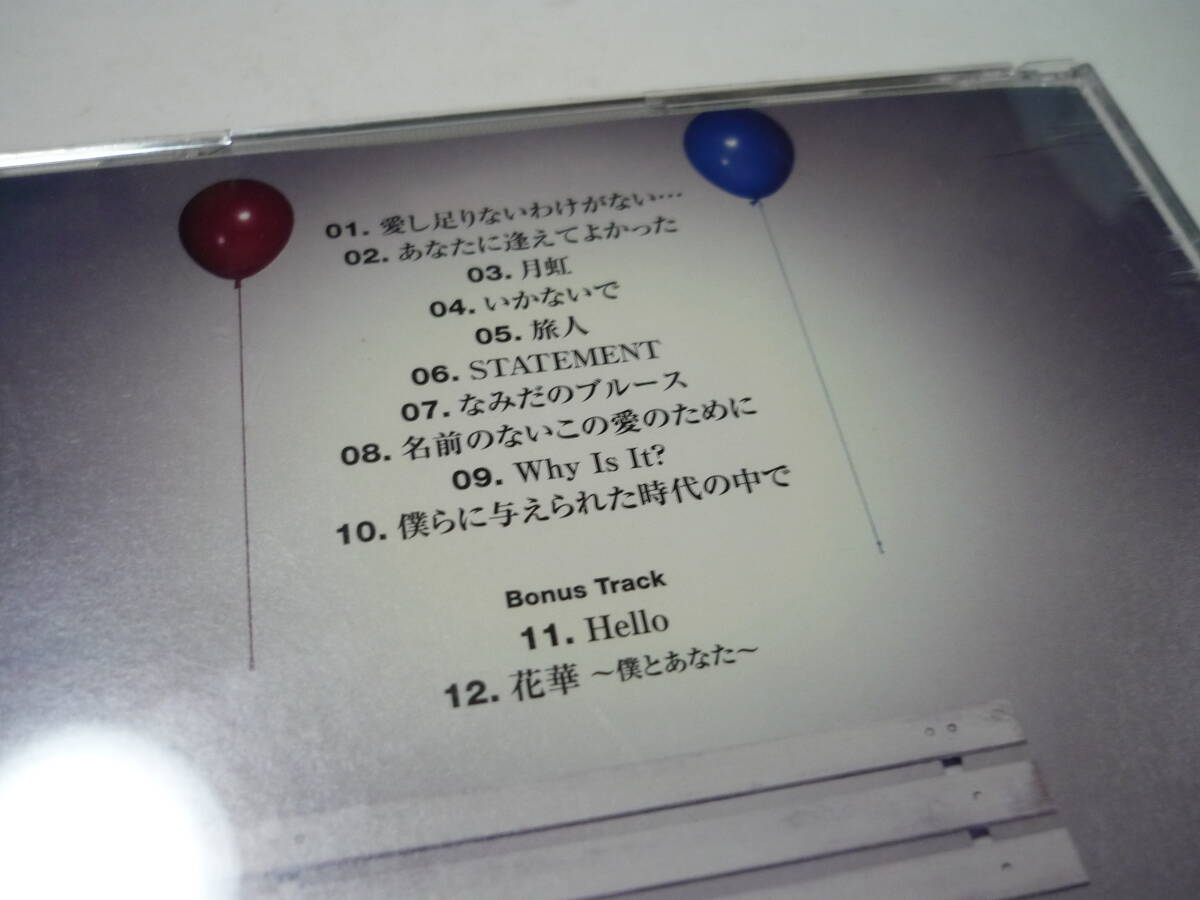 01. 愛し足りないわけがない…
02. あなたに逢えてよかった
03. 月虹
04. いかないで
05. 旅人
06. STATEMENT
07. なみだのブルース
08. 名前のないこの愛のために
09. Why Is It?
10. 僕らに与えられた時代の中で
Bonus Track
11. Hello
12. 花華 〜僕とあなた〜